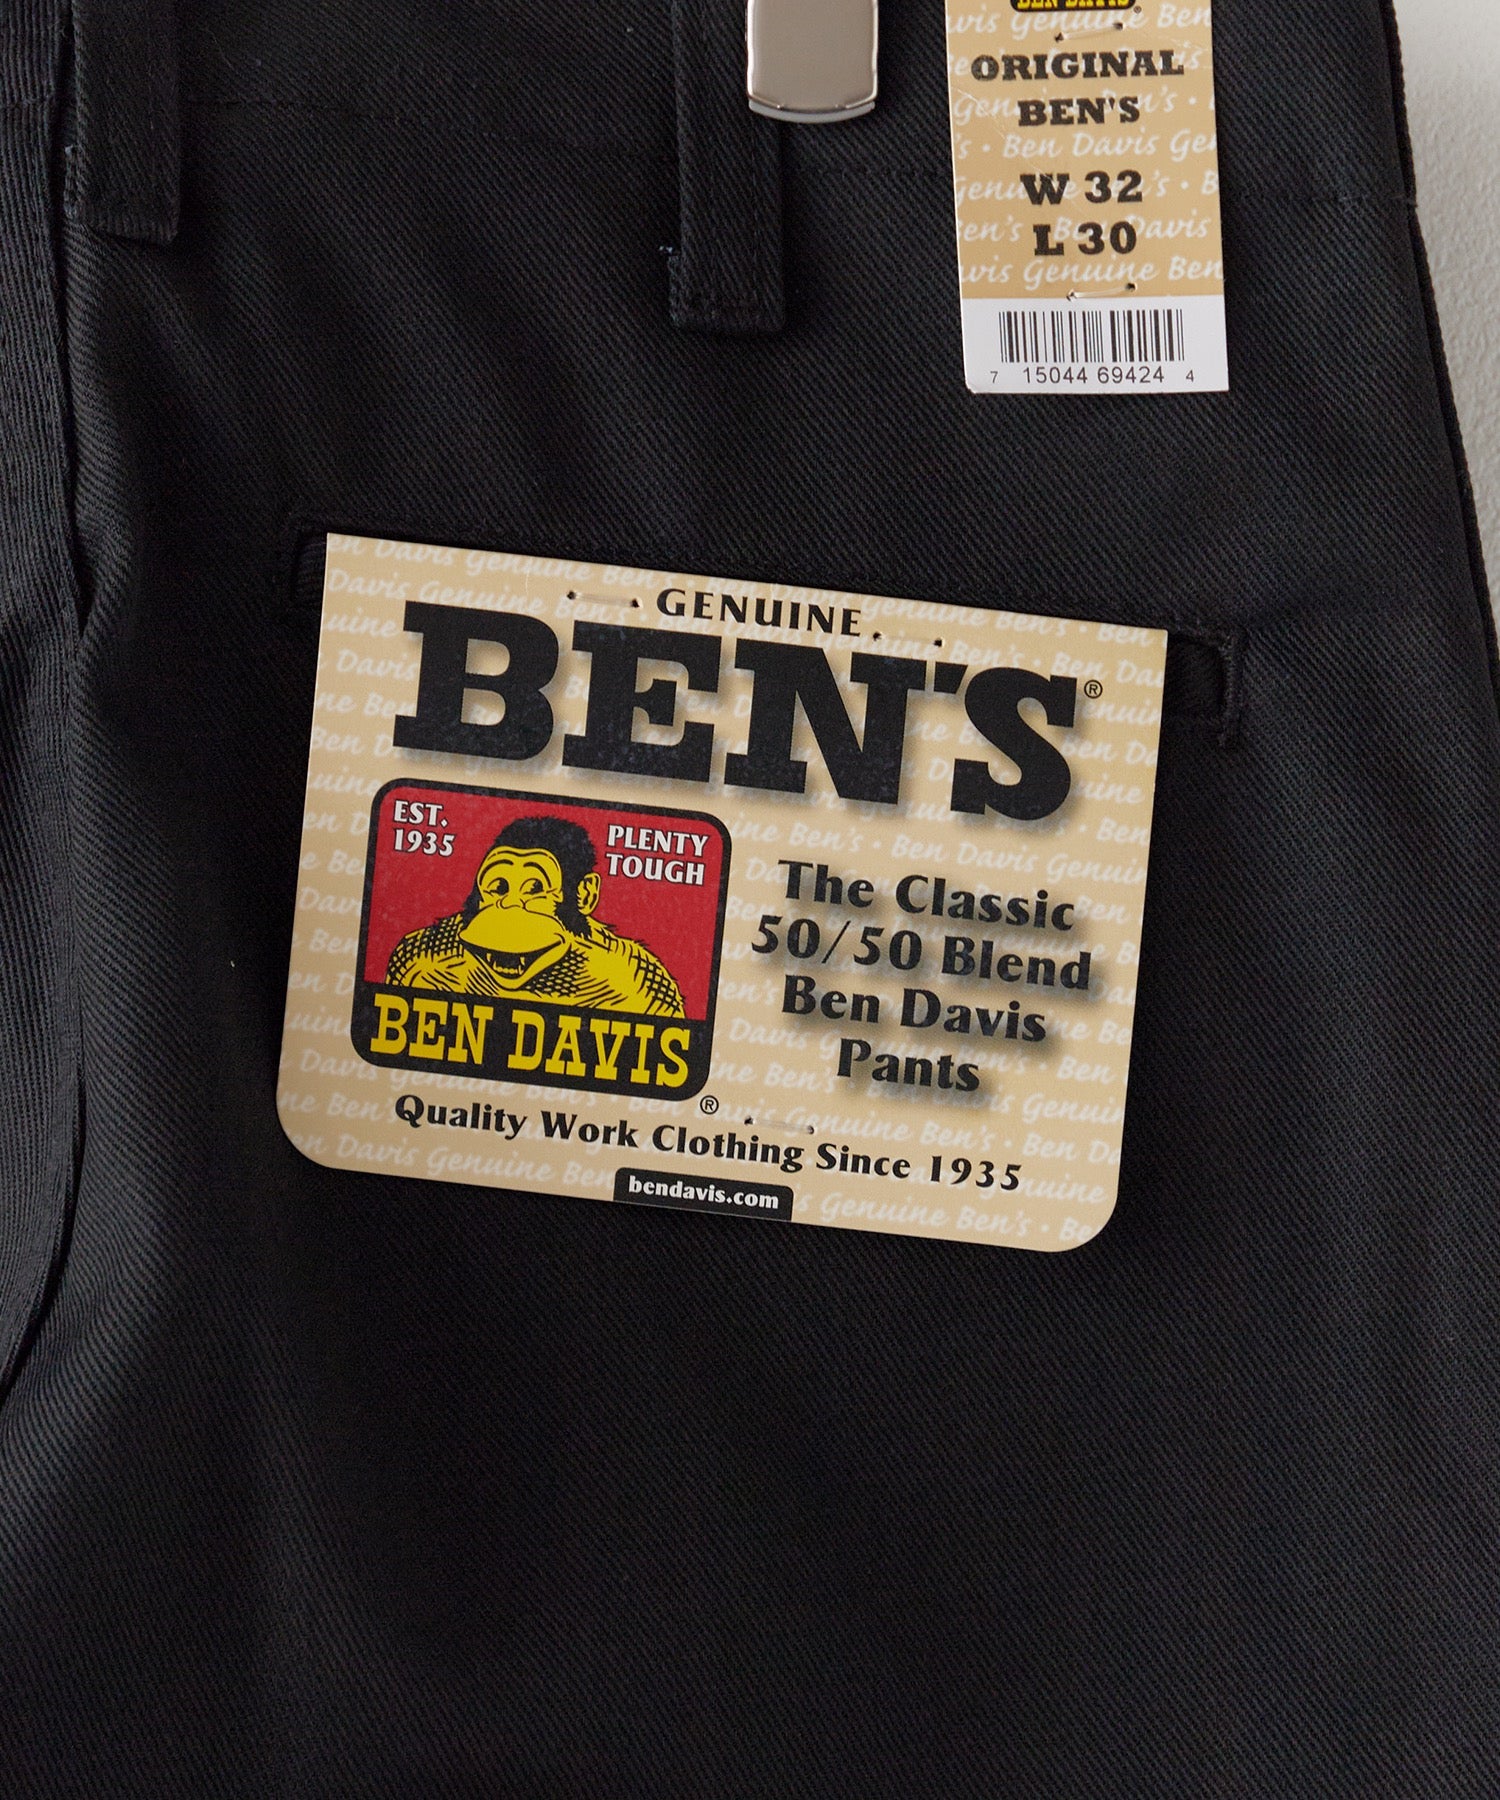 BEN DAVIS
ORIGINAL
BEN'S
W 32
L 30
7 15044 69424 4
GENUINE
BEN'S®
EST.
1935
PLENTY
TOUGH
BEN DAVIS®
The Classic
50/50 Blend
Ben Davis
Pants
Quality Work Clothing Since 1935
bendavis.com